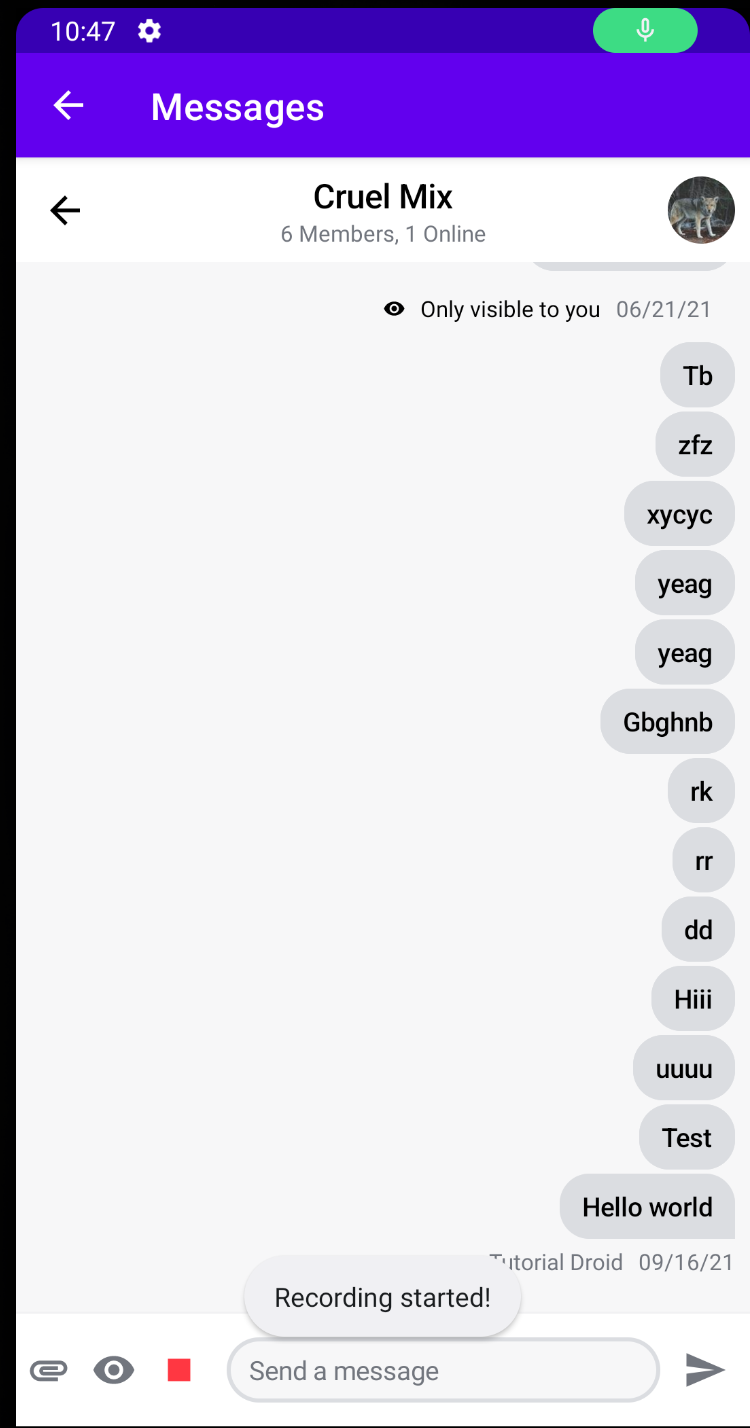 10:47
Messages
Cruel Mix
6 Members, 1 Online
Only visible to you 06/21/21
Tb
zfz
xycyc
yeag
yeag
Gbghnb
rk
rr
dd
Hiii
uuuu
Test
Hello world
Tutorial Droid 09/16/21
Recording started!
Send a message